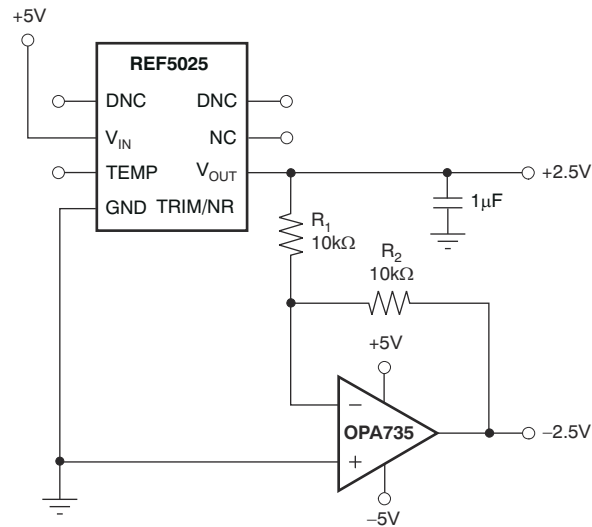 +5V
REF5025
DNC DNC
V_IN NC
TEMP V_OUT +2.5V
GND TRIM/NR
1µF
R_1
10kΩ
R_2
10kΩ
+5V
−
OPA735
−2.5V
+
−5V